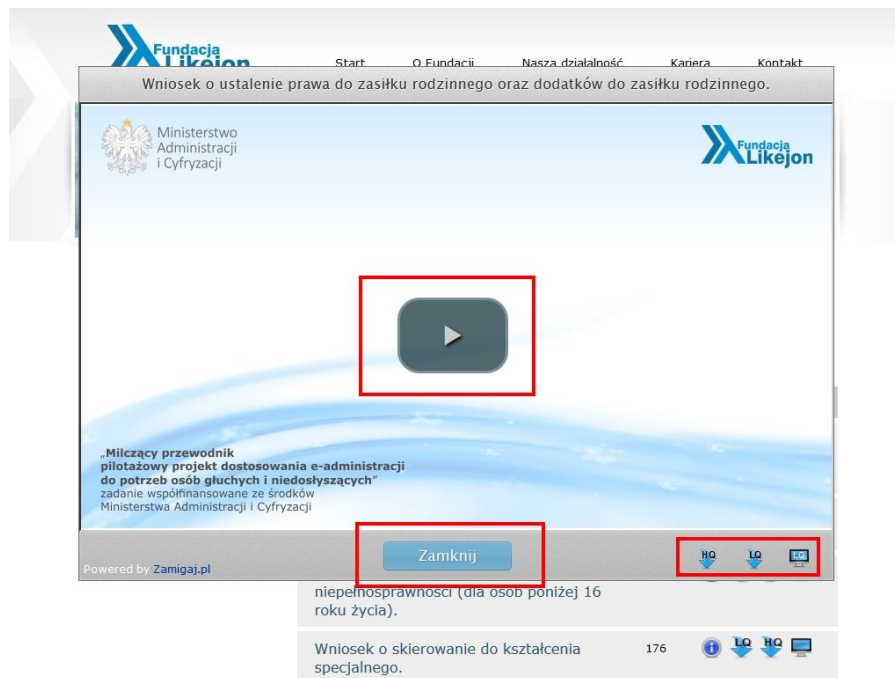 Fundacja
Likejon
Start O Fundacji Nasza działalność Kariera Kontakt
Wniosek o ustalenie prawa do zasiłku rodzinnego oraz dodatków do zasiłku rodzinnego.
Ministerstwo
Administracji
i Cyfryzacji
Fundacja
Likejon
„Milczący przewodnik
pilotażowy projekt dostosowania e-administracji
do potrzeb osób głuchych i niedosłyszących”
zadanie współfinansowane ze środków
Ministerstwa Administracji i Cyfryzacji
Zamknij
HQ LQ LQ
Powered by Zamigaj.pl
niepełnosprawności (dla osób poniżej 16
roku życia).
Wniosek o skierowanie do kształcenia 176 LQ HQ
specjalnego.